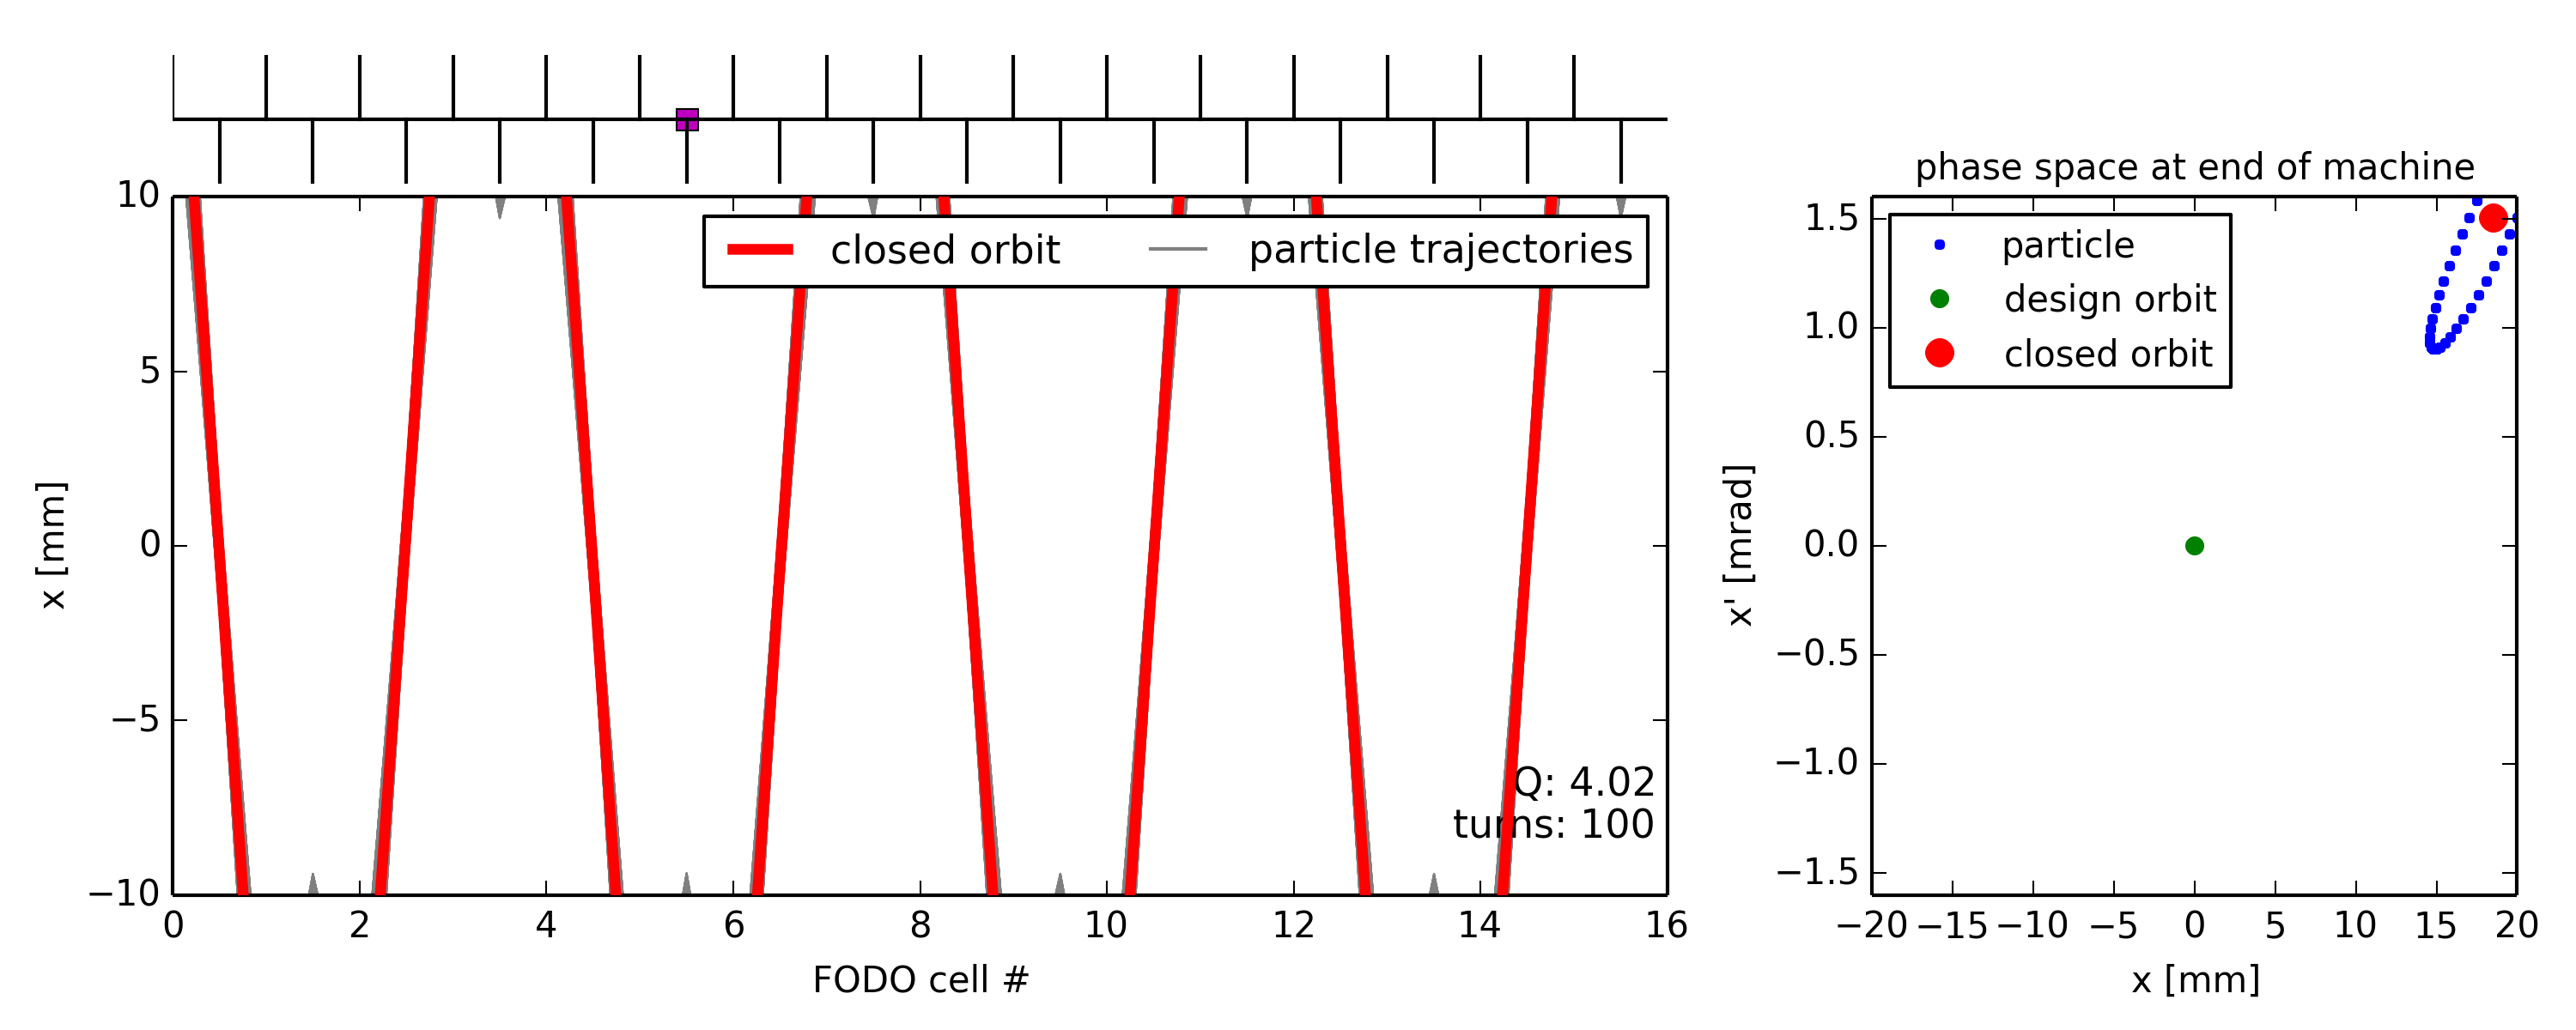 10
5
0
−5
−10
x [mm]
closed orbit
particle trajectories
Q: 4.02
turns: 100
0 2 4 6 8 10 12 14 16
FODO cell #
phase space at end of machine
1.5
1.0
0.5
0.0
−0.5
−1.0
−1.5
x' [mrad]
particle
design orbit
closed orbit
−20 −15 −10 −5 0 5 10 15 20
x [mm]